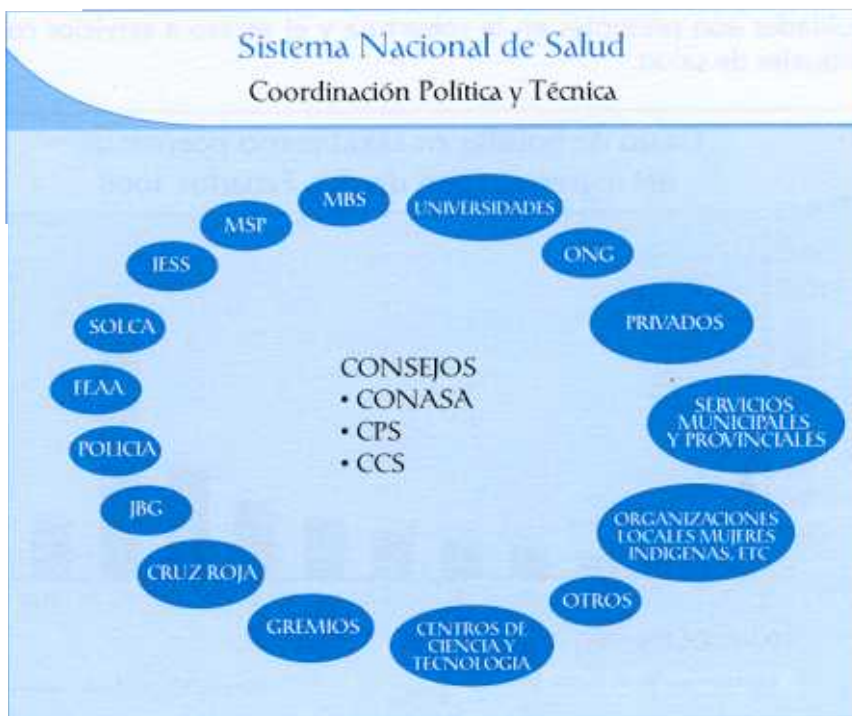 Sistema Nacional de Salud
Coordinación Política y Técnica
MBS
UNIVERSIDADES
MSP
ONG
IESS
PRIVADOS
SOLCA
CONSEJOS
• CONASA
• CPS
• CCS
FFAA
SERVICIOS
MUNICIPALES
Y PROVINCIALES
POLICIA
JBG
ORGANIZACIONES
LOCALES MUJERES
INDIGENAS, ETC
CRUZ ROJA
OTROS
GREMIOS
CENTROS DE
CIENCIA Y
TECNOLOGIA